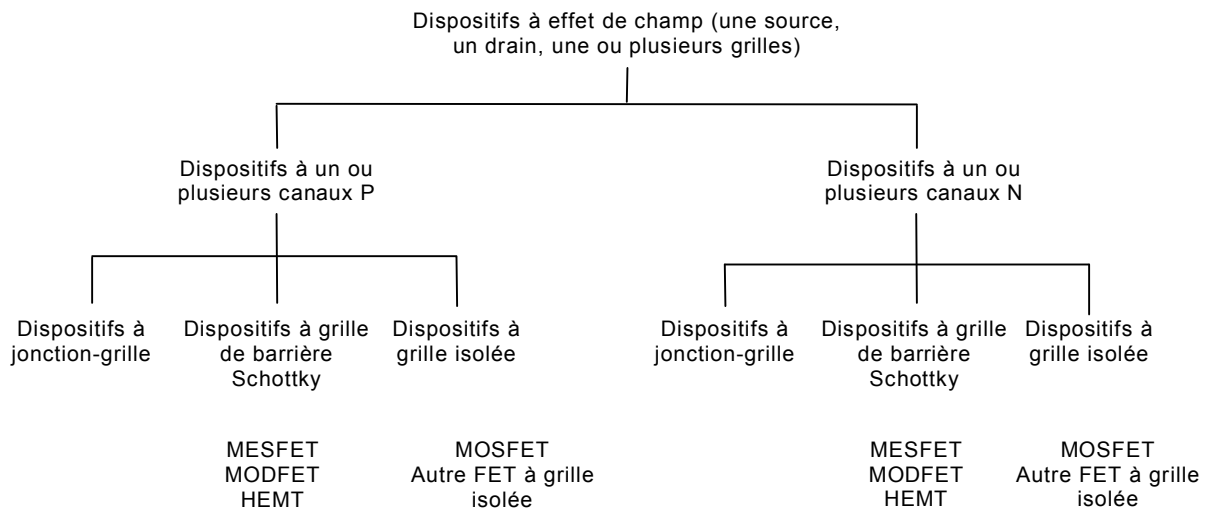 Dispositifs à effet de champ (une source,
un drain, une ou plusieurs grilles)
Dispositifs à un ou
plusieurs canaux P
Dispositifs à un ou
plusieurs canaux N
Dispositifs à
jonction-grille
Dispositifs à grille
de barrière
Schottky
Dispositifs à
grille isolée
Dispositifs à
jonction-grille
Dispositifs à grille
de barrière
Schottky
Dispositifs à
grille isolée
MESFET
MODFET
HEMT
MOSFET
Autre FET à grille
isolée
MESFET
MODFET
HEMT
MOSFET
Autre FET à grille
isolée